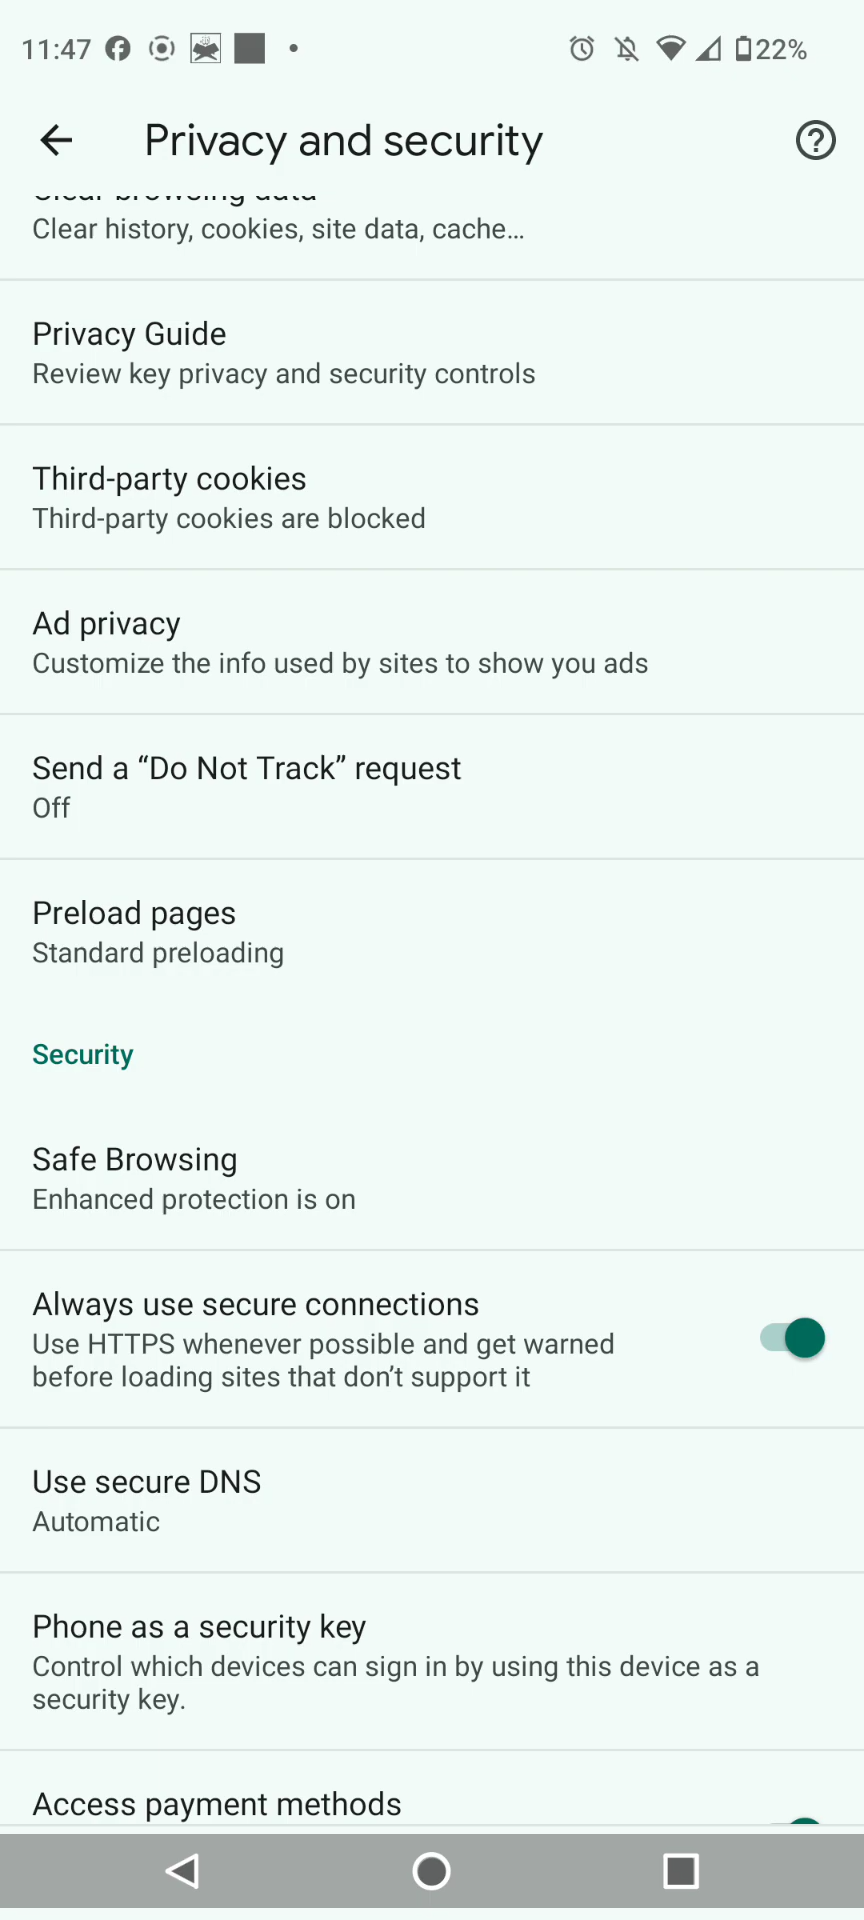 11:47
22%
Privacy and security
Clear browsing data
Clear history, cookies, site data, cache…
Privacy Guide
Review key privacy and security controls
Third-party cookies
Third-party cookies are blocked
Ad privacy
Customize the info used by sites to show you ads
Send a “Do Not Track” request
Off
Preload pages
Standard preloading
Security
Safe Browsing
Enhanced protection is on
Always use secure connections
Use HTTPS whenever possible and get warned
before loading sites that don’t support it
Use secure DNS
Automatic
Phone as a security key
Control which devices can sign in by using this device as a
security key.
Access payment methods